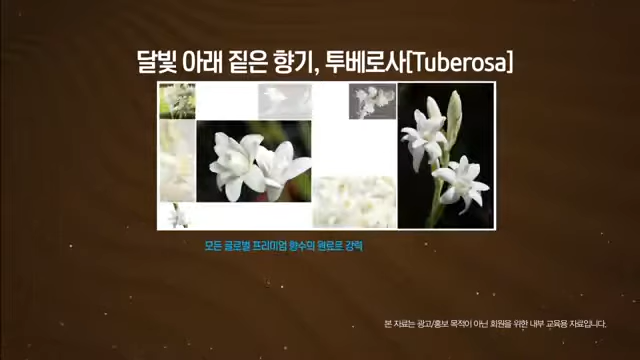 달빛 아래 짙은 향기, 투베로사[Tuberosa]
모든 글로벌 프리미엄 향수의 원료로 강력
본 자료는 광고/홍보 목적이 아닌 회원을 위한 내부 교육용 자료입니다.